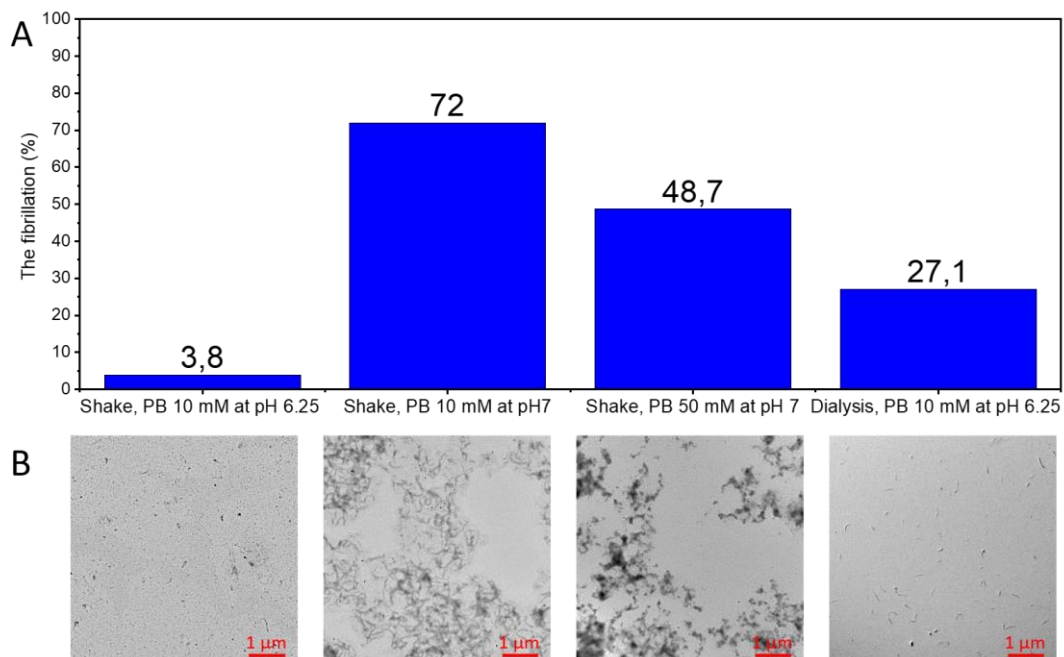 A
The fibrillation (%)
100
90
80
70
60
50
40
30
20
10
0
3,8
72
48,7
27,1
Shake, PB 10 mM at pH 6.25
Shake, PB 10 mM at pH7
Shake, PB 50 mM at pH 7
Dialysis, PB 10 mM at pH 6.25
B
1 µm
1 µm
1 µm
1 µm